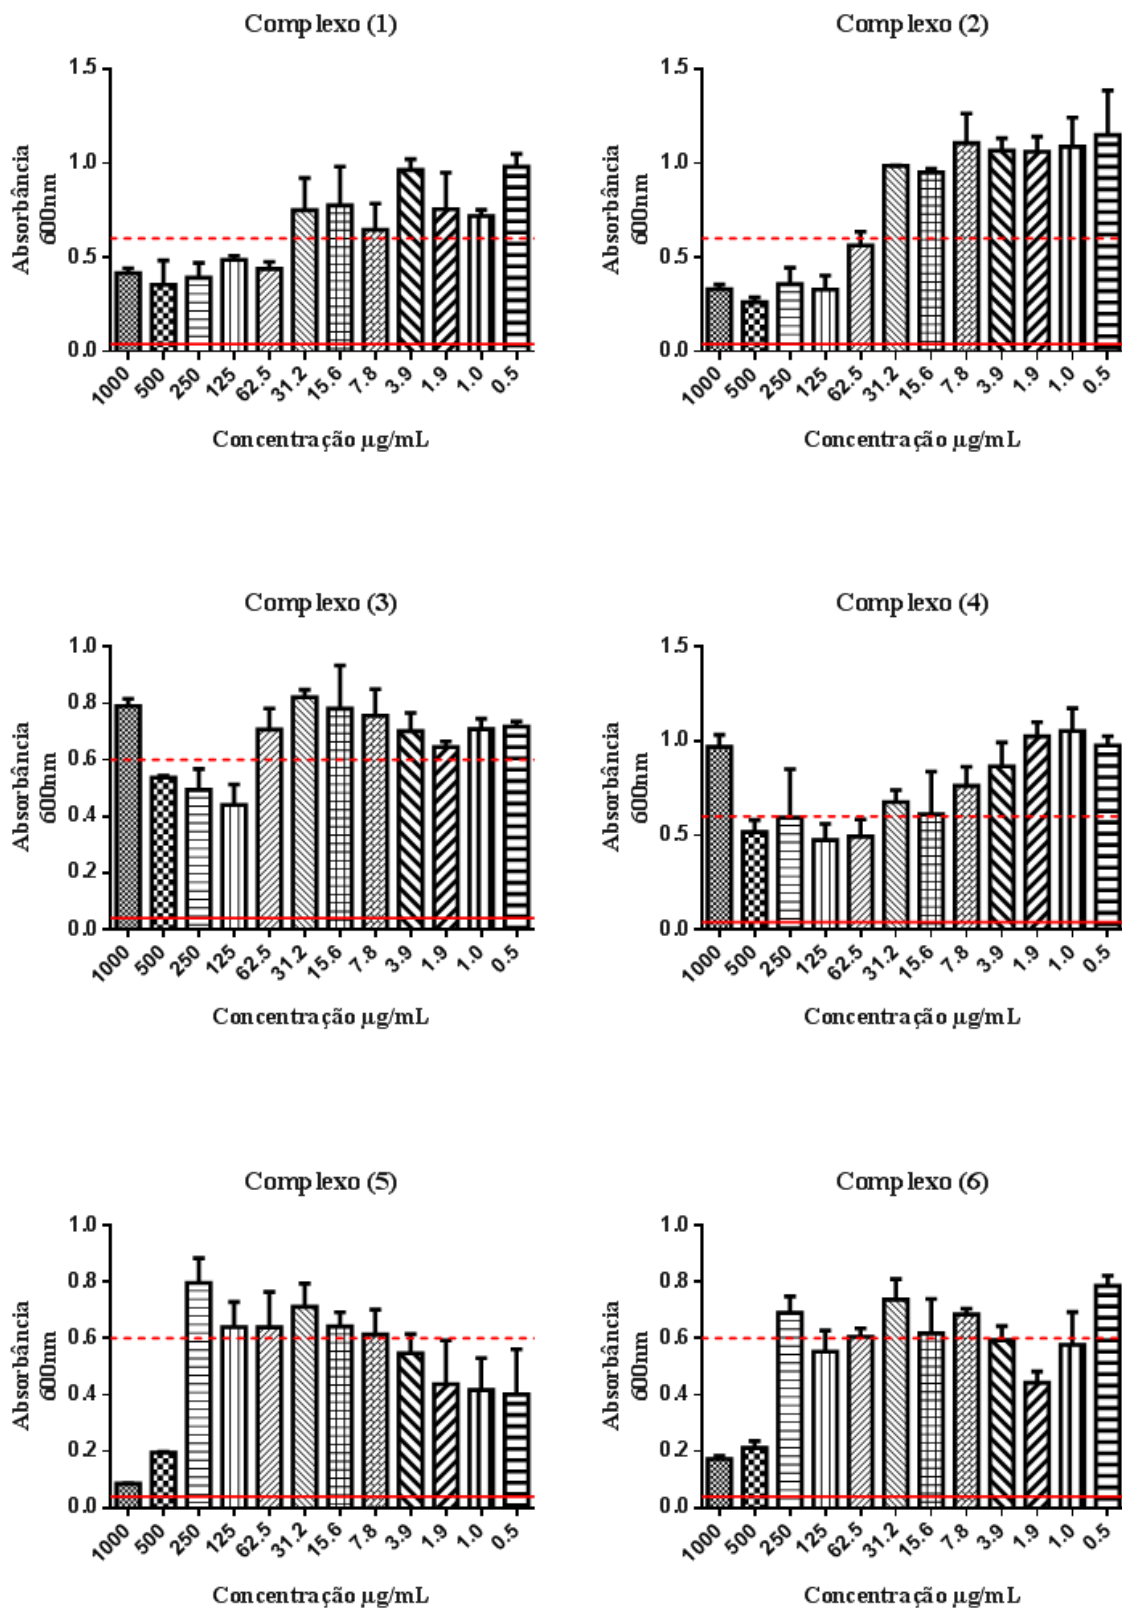 Complexo (1)
Absorbância
600nm
1.5
1.0
0.5
0.0
1000 500 250 125 62.5 31.2 15.6 7.8 3.9 1.9 1.0 0.5
Concentração µg/mL
Complexo (2)
Absorbância
600nm
1.5
1.0
0.5
0.0
1000 500 250 125 62.5 31.2 15.6 7.8 3.9 1.9 1.0 0.5
Concentração µg/mL
Complexo (3)
Absorbância
600nm
1.0
0.8
0.6
0.4
0.2
0.0
1000 500 250 125 62.5 31.2 15.6 7.8 3.9 1.9 1.0 0.5
Concentração µg/mL
Complexo (4)
Absorbância
600nm
1.5
1.0
0.5
0.0
1000 500 250 125 62.5 31.2 15.6 7.8 3.9 1.9 1.0 0.5
Concentração µg/mL
Complexo (5)
Absorbância
600nm
1.0
0.8
0.6
0.4
0.2
0.0
1000 500 250 125 62.5 31.2 15.6 7.8 3.9 1.9 1.0 0.5
Concentração µg/mL
Complexo (6)
Absorbância
600nm
1.0
0.8
0.6
0.4
0.2
0.0
1000 500 250 125 62.5 31.2 15.6 7.8 3.9 1.9 1.0 0.5
Concentração µg/mL